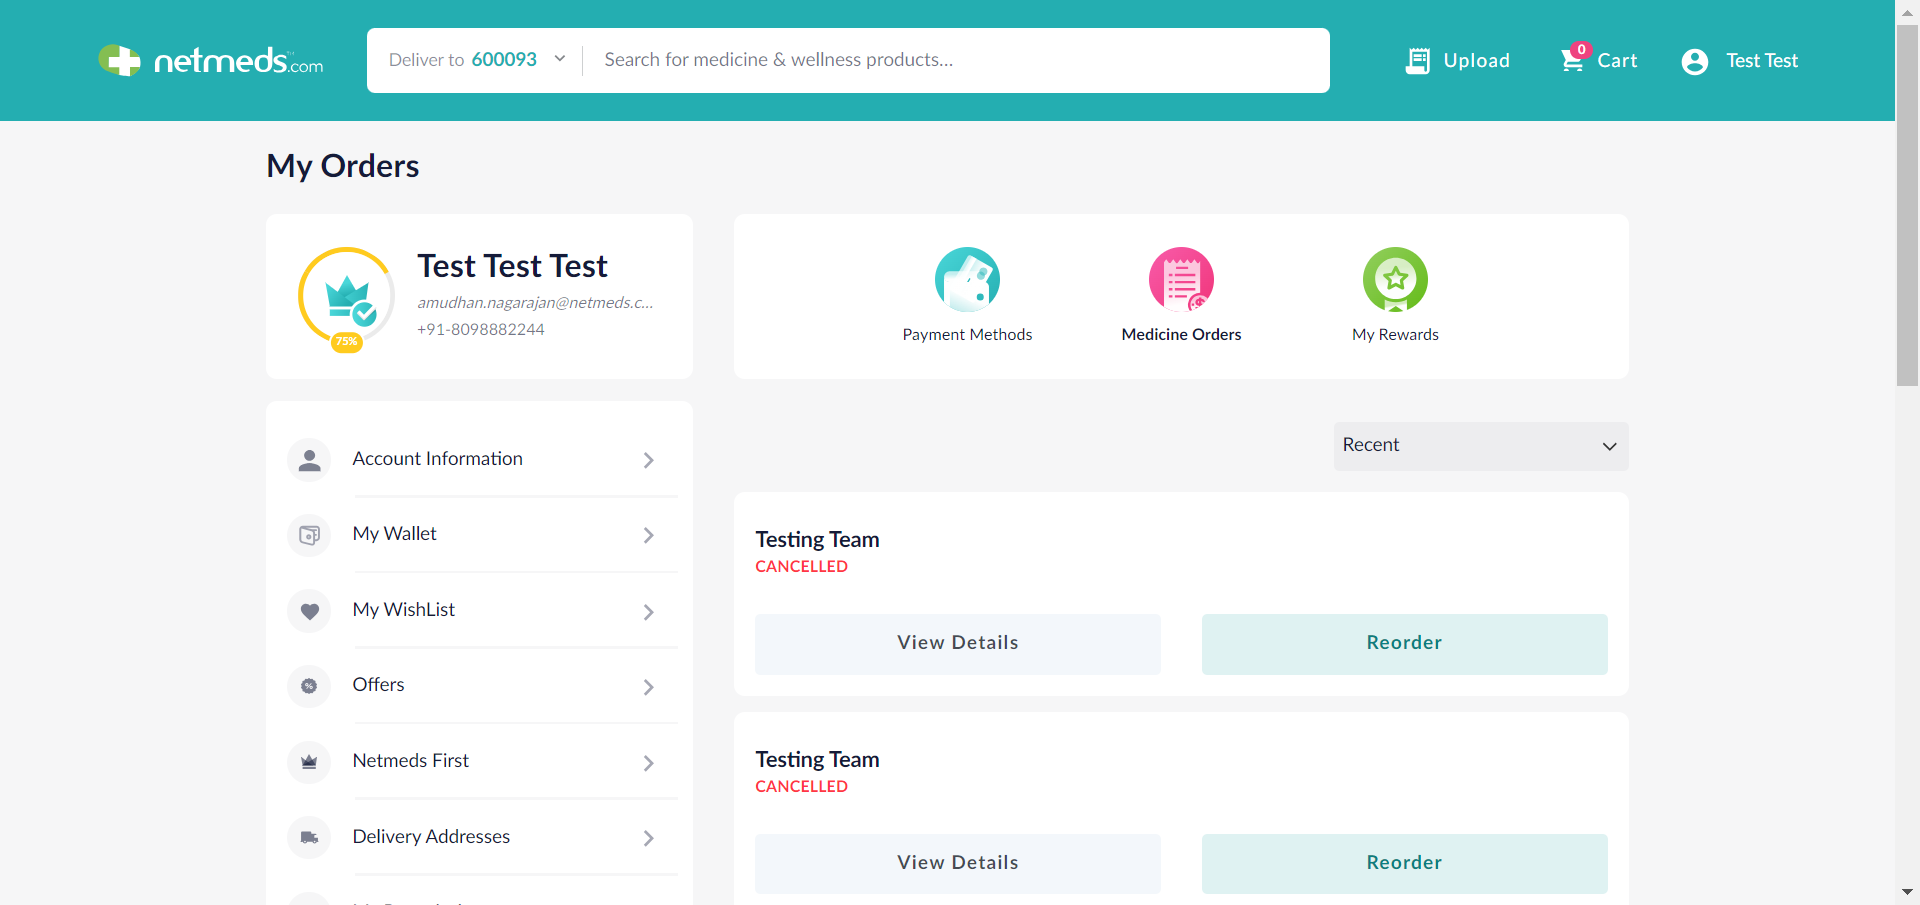 netmeds.com
Deliver to 600093
Search for medicine & wellness products...
Upload
0
Cart
Test Test
My Orders
75%
Test Test Test
amudhan.nagarajan@netmeds.c...
+91-8098882244
Payment Methods
Medicine Orders
My Rewards
Account Information
My Wallet
My WishList
Offers
Netmeds First
Delivery Addresses
Recent
Testing Team
CANCELLED
View Details
Reorder
Testing Team
CANCELLED
View Details
Reorder